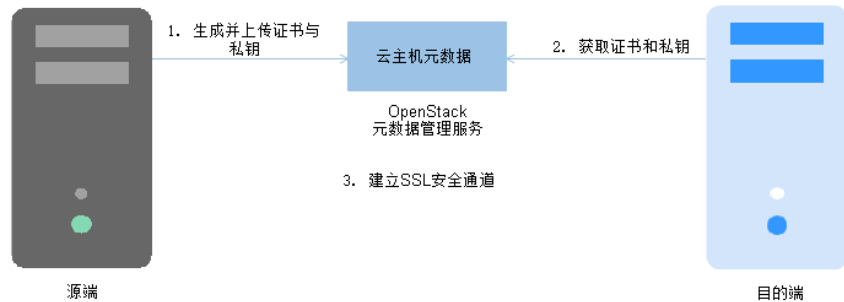 1. 生成并上传证书与
私钥
云主机元数据
2. 获取证书和私钥
OpenStack
元数据管理服务
3. 建立SSL安全通道
源端
目的端